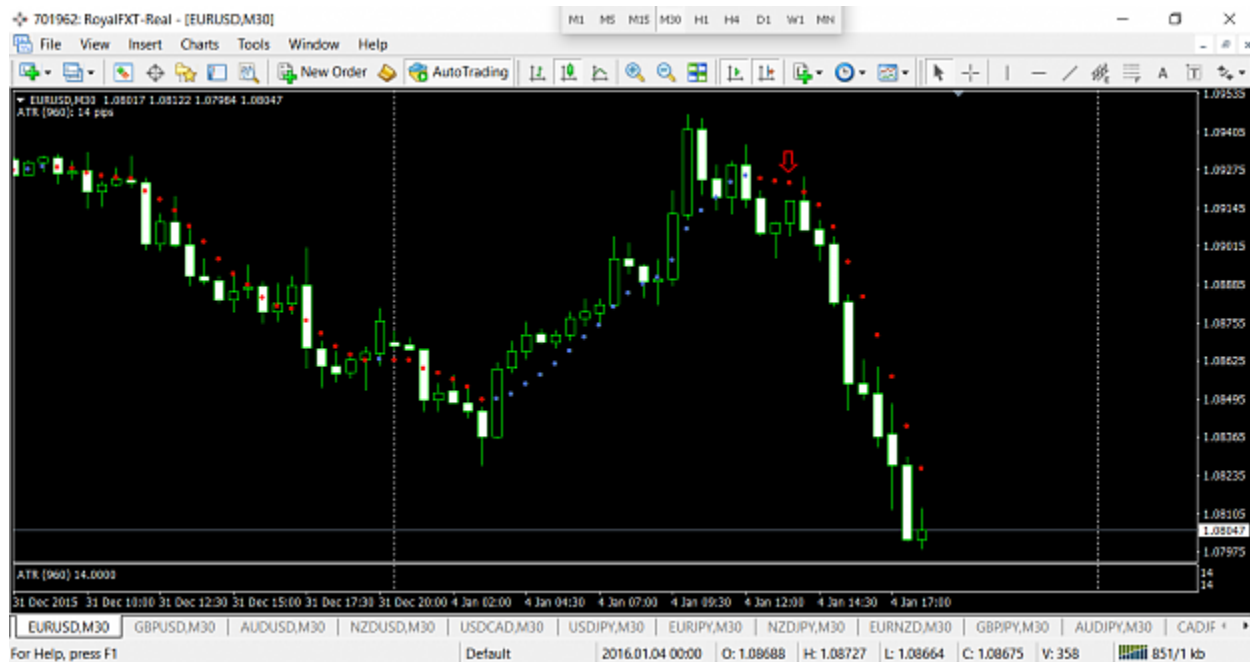 701962: RoyalFXT-Real - [EURUSD,M30]
M1 M5 M15 M30 H1 H4 D1 W1 MN
File View Insert Charts Tools Window Help
New Order AutoTrading
EURUSD,M30 1.08017 1.08122 1.07984 1.08047
ATR (960): 14 pips
1.09535
1.09405
1.09275
1.09145
1.09015
1.08885
1.08755
1.08625
1.08495
1.08365
1.08235
1.08105
1.08047
1.07975
ATR (960) 14.0000
14
14
31 Dec 2015 31 Dec 10:00 31 Dec 12:30 31 Dec 15:00 31 Dec 17:30 31 Dec 20:00 4 Jan 02:00 4 Jan 04:30 4 Jan 07:00 4 Jan 09:30 4 Jan 12:00 4 Jan 14:30 4 Jan 17:00
EURUSD,M30 GBPUSD,M30 AUDUSD,M30 NZDUSD,M30 USDCAD,M30 USDJPY,M30 EURJPY,M30 NZDJPY,M30 EURNZD,M30 GBPJPY,M30 AUDJPY,M30 CADJF
For Help, press F1 Default 2016.01.04 00:00 O: 1.08688 H: 1.08727 L: 1.08664 C: 1.08675 V: 358 851/1 kb